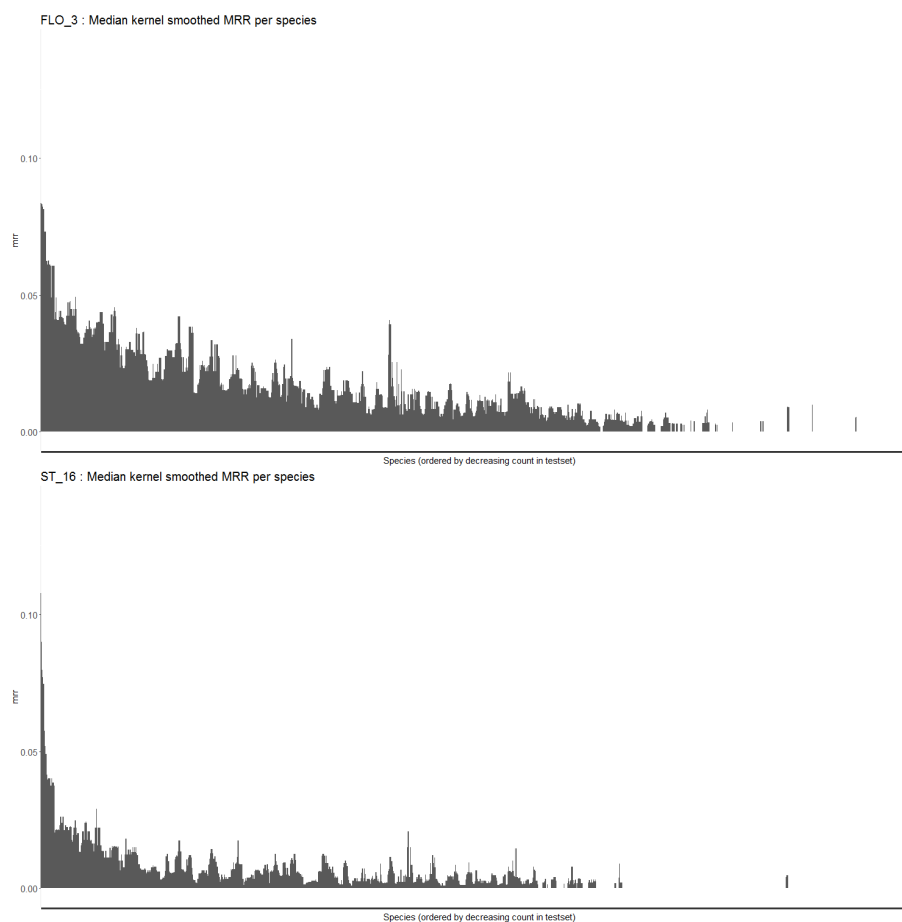 FLO_3 : Median kernel smoothed MRR per species
0.10
mrr
0.05
0.00
Species (ordered by decreasing count in testset)
ST_16 : Median kernel smoothed MRR per species
0.10
mrr
0.05
0.00
Species (ordered by decreasing count in testset)